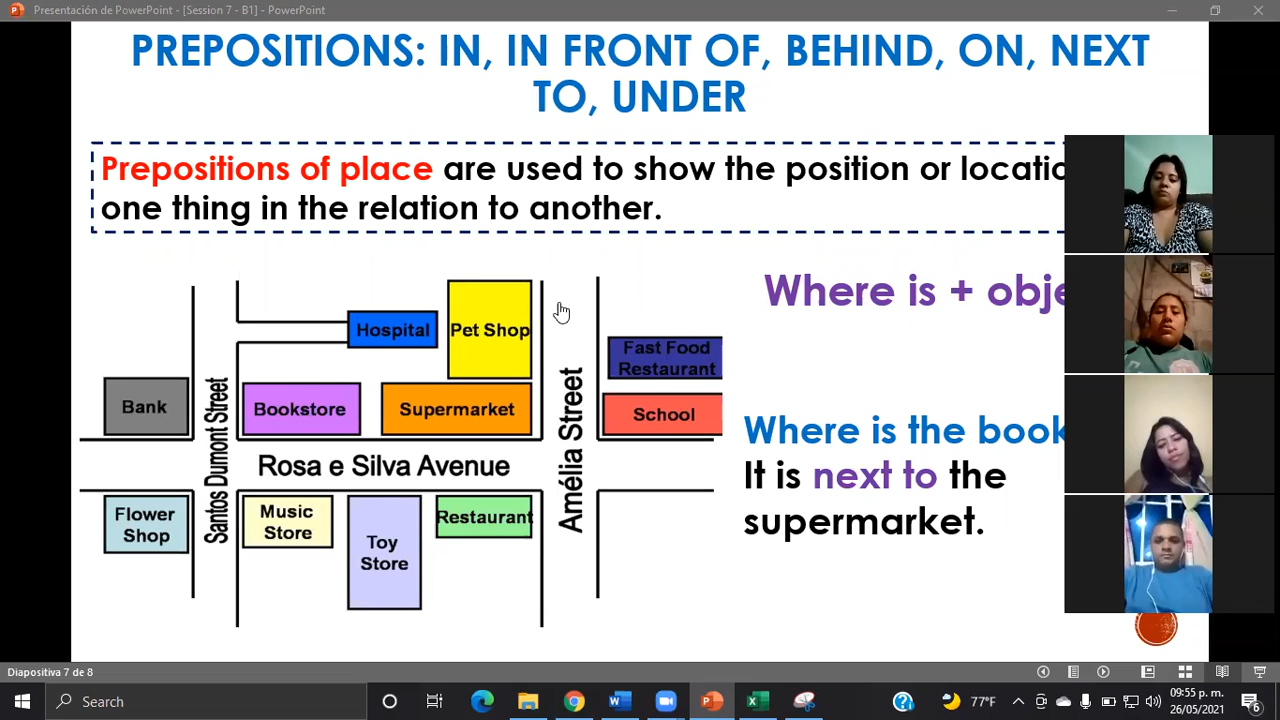 Presentación de PowerPoint - [Session 7 - B1] - PowerPoint
PREPOSITIONS: IN, IN FRONT OF, BEHIND, ON, NEXT
TO, UNDER
Prepositions of place are used to show the position or locatio
one thing in the relation to another.
Where is + obje
Hospital
Pet Shop
Fast Food
Restaurant
Bank
Bookstore
Supermarket
School
Santos Dumont Street
Amélia Street
Rosa e Silva Avenue
Flower
Shop
Music
Store
Toy
Store
Restaurant
Where is the book
It is next to the
supermarket.
Diapositiva 7 de 8
Search
77°F
09:55 p. m.
26/05/2021
6